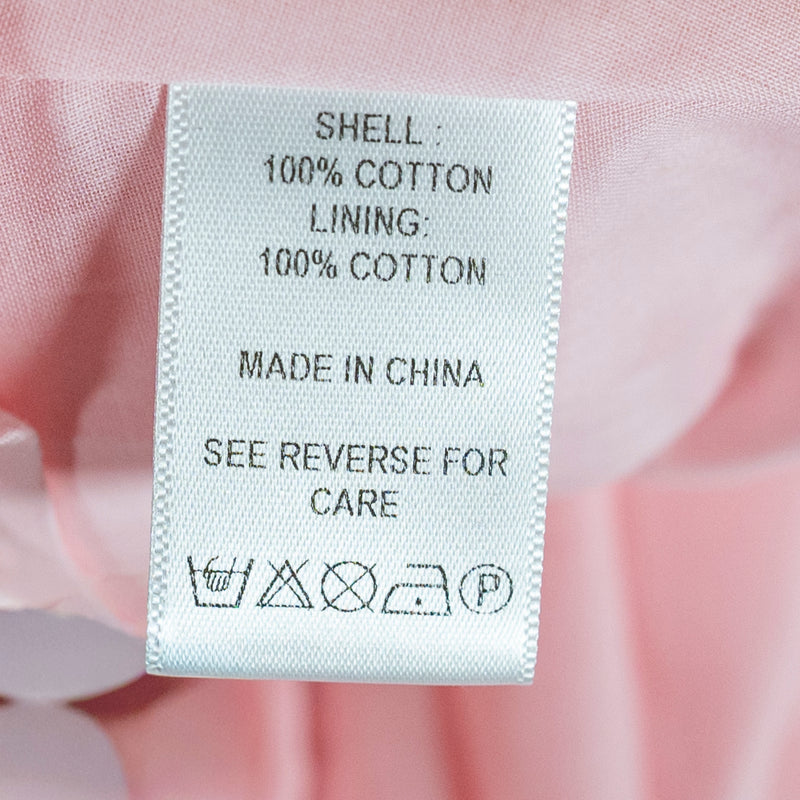 SHELL :
100% COTTON
LINING:
100% COTTON
MADE IN CHINA
SEE REVERSE FOR
CARE
P